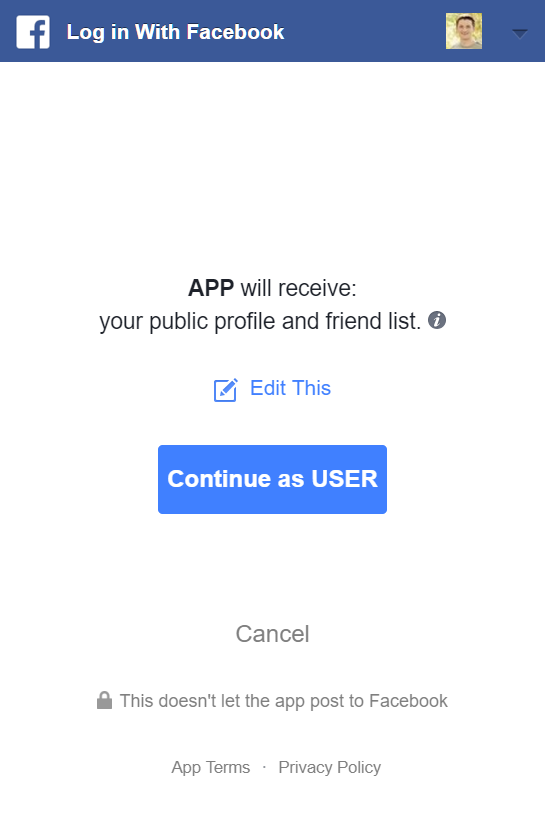 Log in With Facebook
APP will receive:
your public profile and friend list.
Edit This
Continue as USER
Cancel
This doesn't let the app post to Facebook
App Terms · Privacy Policy